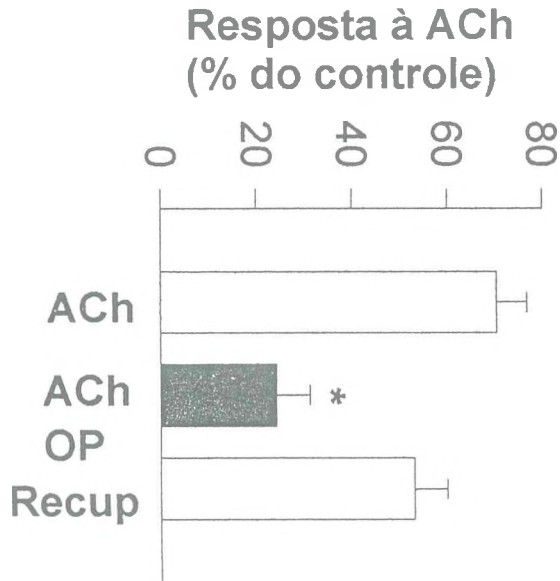 Resposta à ACh
(% do controle)
0
20
40
60
80
ACh
ACh
OP
*
Recup